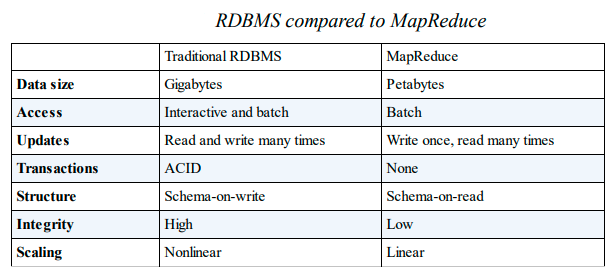 RDBMS compared to MapReduce
Traditional RDBMS MapReduce
Data size Gigabytes Petabytes
Access Interactive and batch Batch
Updates Read and write many times Write once, read many times
Transactions ACID None
Structure Schema-on-write Schema-on-read
Integrity High Low
Scaling Nonlinear Linear